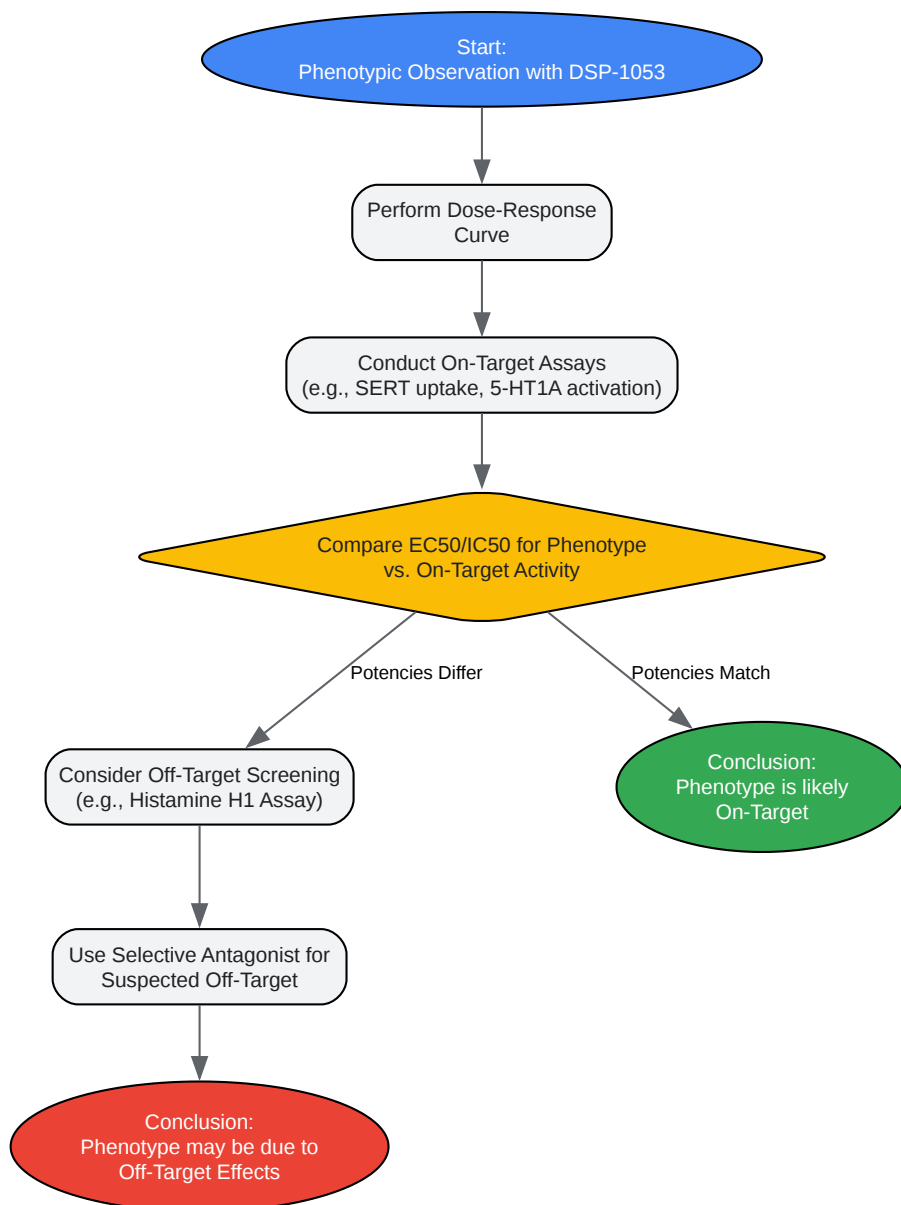 Start:
Phenotypic Observation with DSP-1053
Perform Dose-Response
Curve
Conduct On-Target Assays
(e.g., SERT uptake, 5-HT1A activation)
Compare EC50/IC50 for Phenotype
vs. On-Target Activity
Potencies Differ
Potencies Match
Consider Off-Target Screening
(e.g., Histamine H1 Assay)
Conclusion:
Phenotype is likely
On-Target
Use Selective Antagonist for
Suspected Off-Target
Conclusion:
Phenotype may be due to
Off-Target Effects